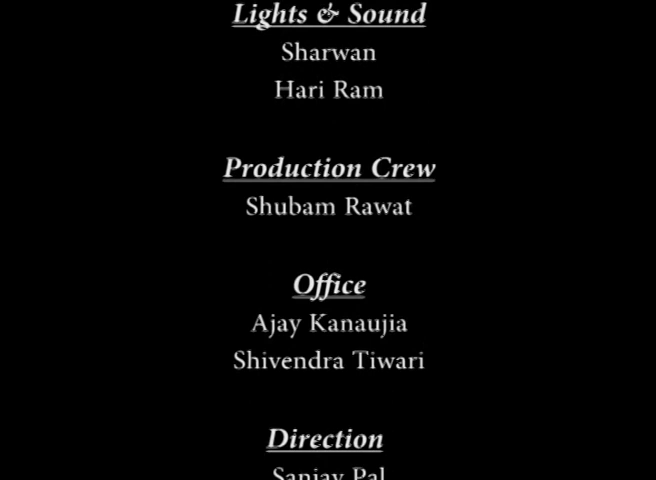 Lights & Sound
Sharwan
Hari Ram
Production Crew
Shubam Rawat
Office
Ajay Kanaujia
Shivendra Tiwari
Direction
Sanjay Pal